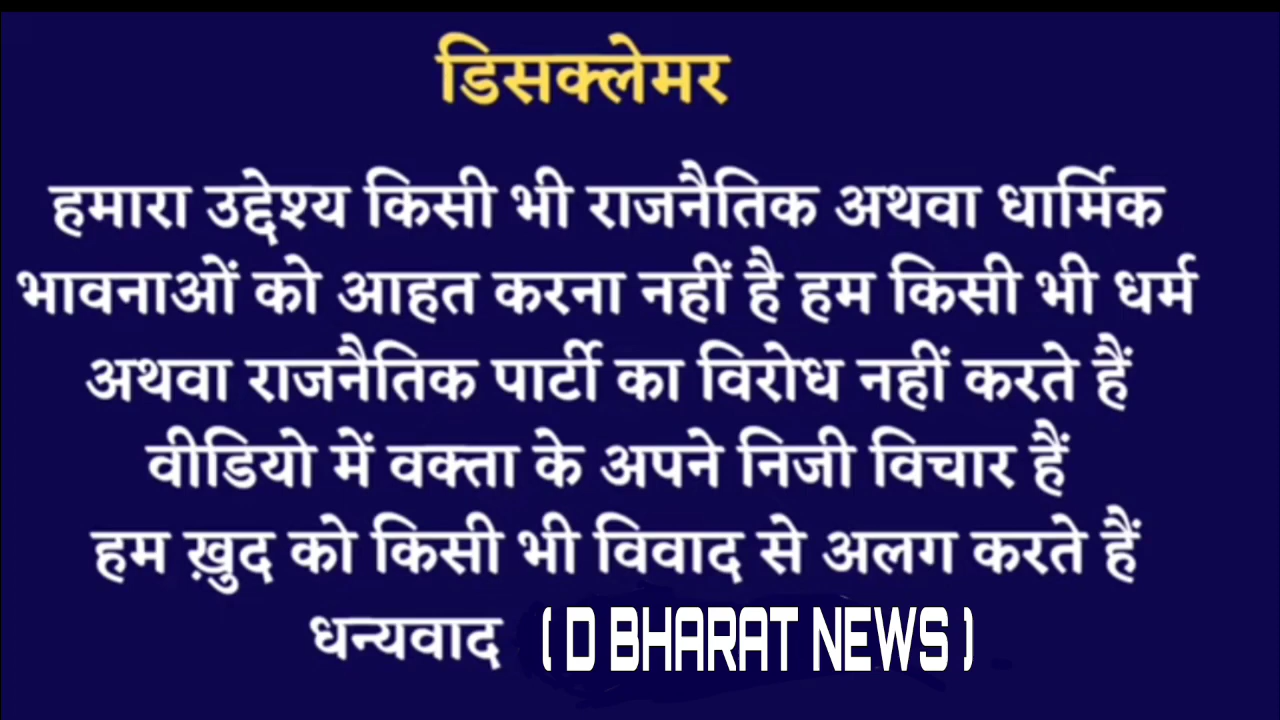 डिसक्लेमर
हमारा उद्देश्य किसी भी राजनैतिक अथवा धार्मिक
भावनाओं को आहत करना नहीं है हम किसी भी धर्म
अथवा राजनैतिक पार्टी का विरोध नहीं करते हैं
वीडियो में वक्ता के अपने निजी विचार हैं
हम ख़ुद को किसी भी विवाद से अलग करते हैं
धन्यवाद ( D BHARAT NEWS )